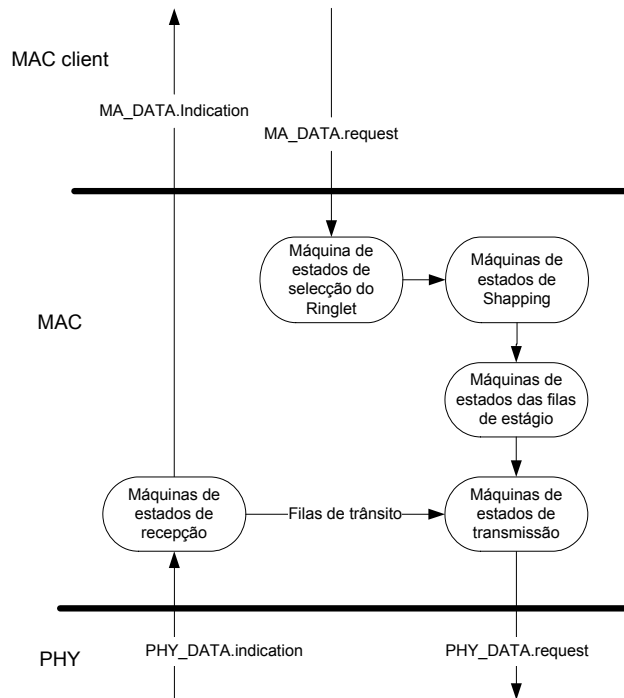 MAC client
MA_DATA.Indication
MA_DATA.request
Máquina de
estados de
selecção do
Ringlet
Máquinas de
estados de
Shapping
MAC
Máquinas de
estados das filas
de estágio
Máquinas de
estados de
recepção
Filas de trânsito
Máquinas de
estados de
transmissão
PHY
PHY_DATA.indication
PHY_DATA.request